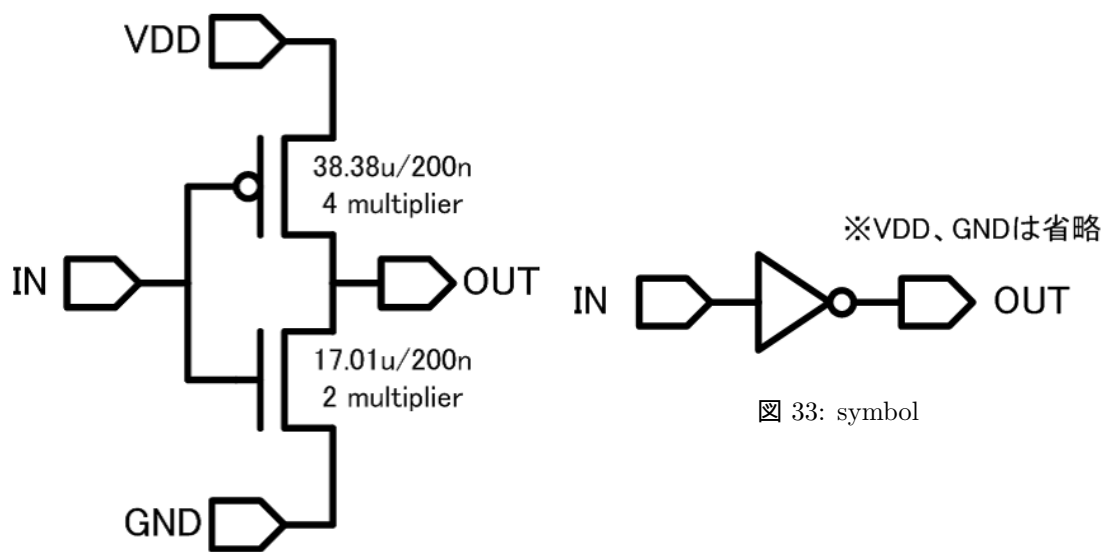 VDD
38.38u/200n
4 multiplier
IN
OUT
17.01u/200n
2 multiplier
GND
※VDD、GNDは省略
IN
OUT
図 33: symbol